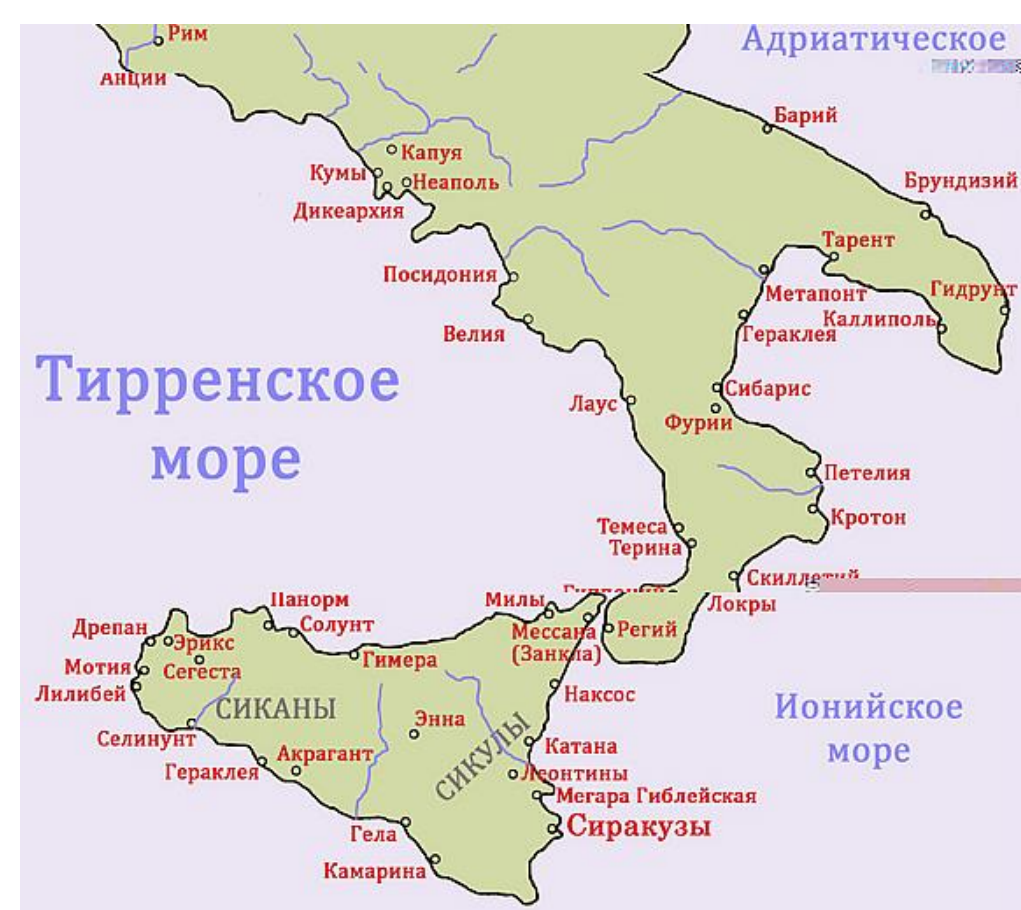 Рим
Адриатическое
Анции
Барий
Капуя
Кумы
Неаполь
Брундизий
Дикеархия
Тарент
Посидония
Метапонт
Гидрунт
Каллиполь
Велия
Гераклея
Тирренское
море
Сибарис
Лаус
Фурии
Петелия
Кротон
Темеса
Терина
Скиллетий
Панорм
Милы
Локры
Дрепан
Эрикс
Солунт
Мессана
(Занкла)
Регий
Мотия
Сегеста
Гимера
Лилибей
Наксос
СИКАНЫ
Ионийское
море
Селинунт
Энна
СИКУЛЫ
Катана
Гераклея
Акрагант
Леонтины
Мегара Гиблейская
Гела
Сиракузы
Камарина